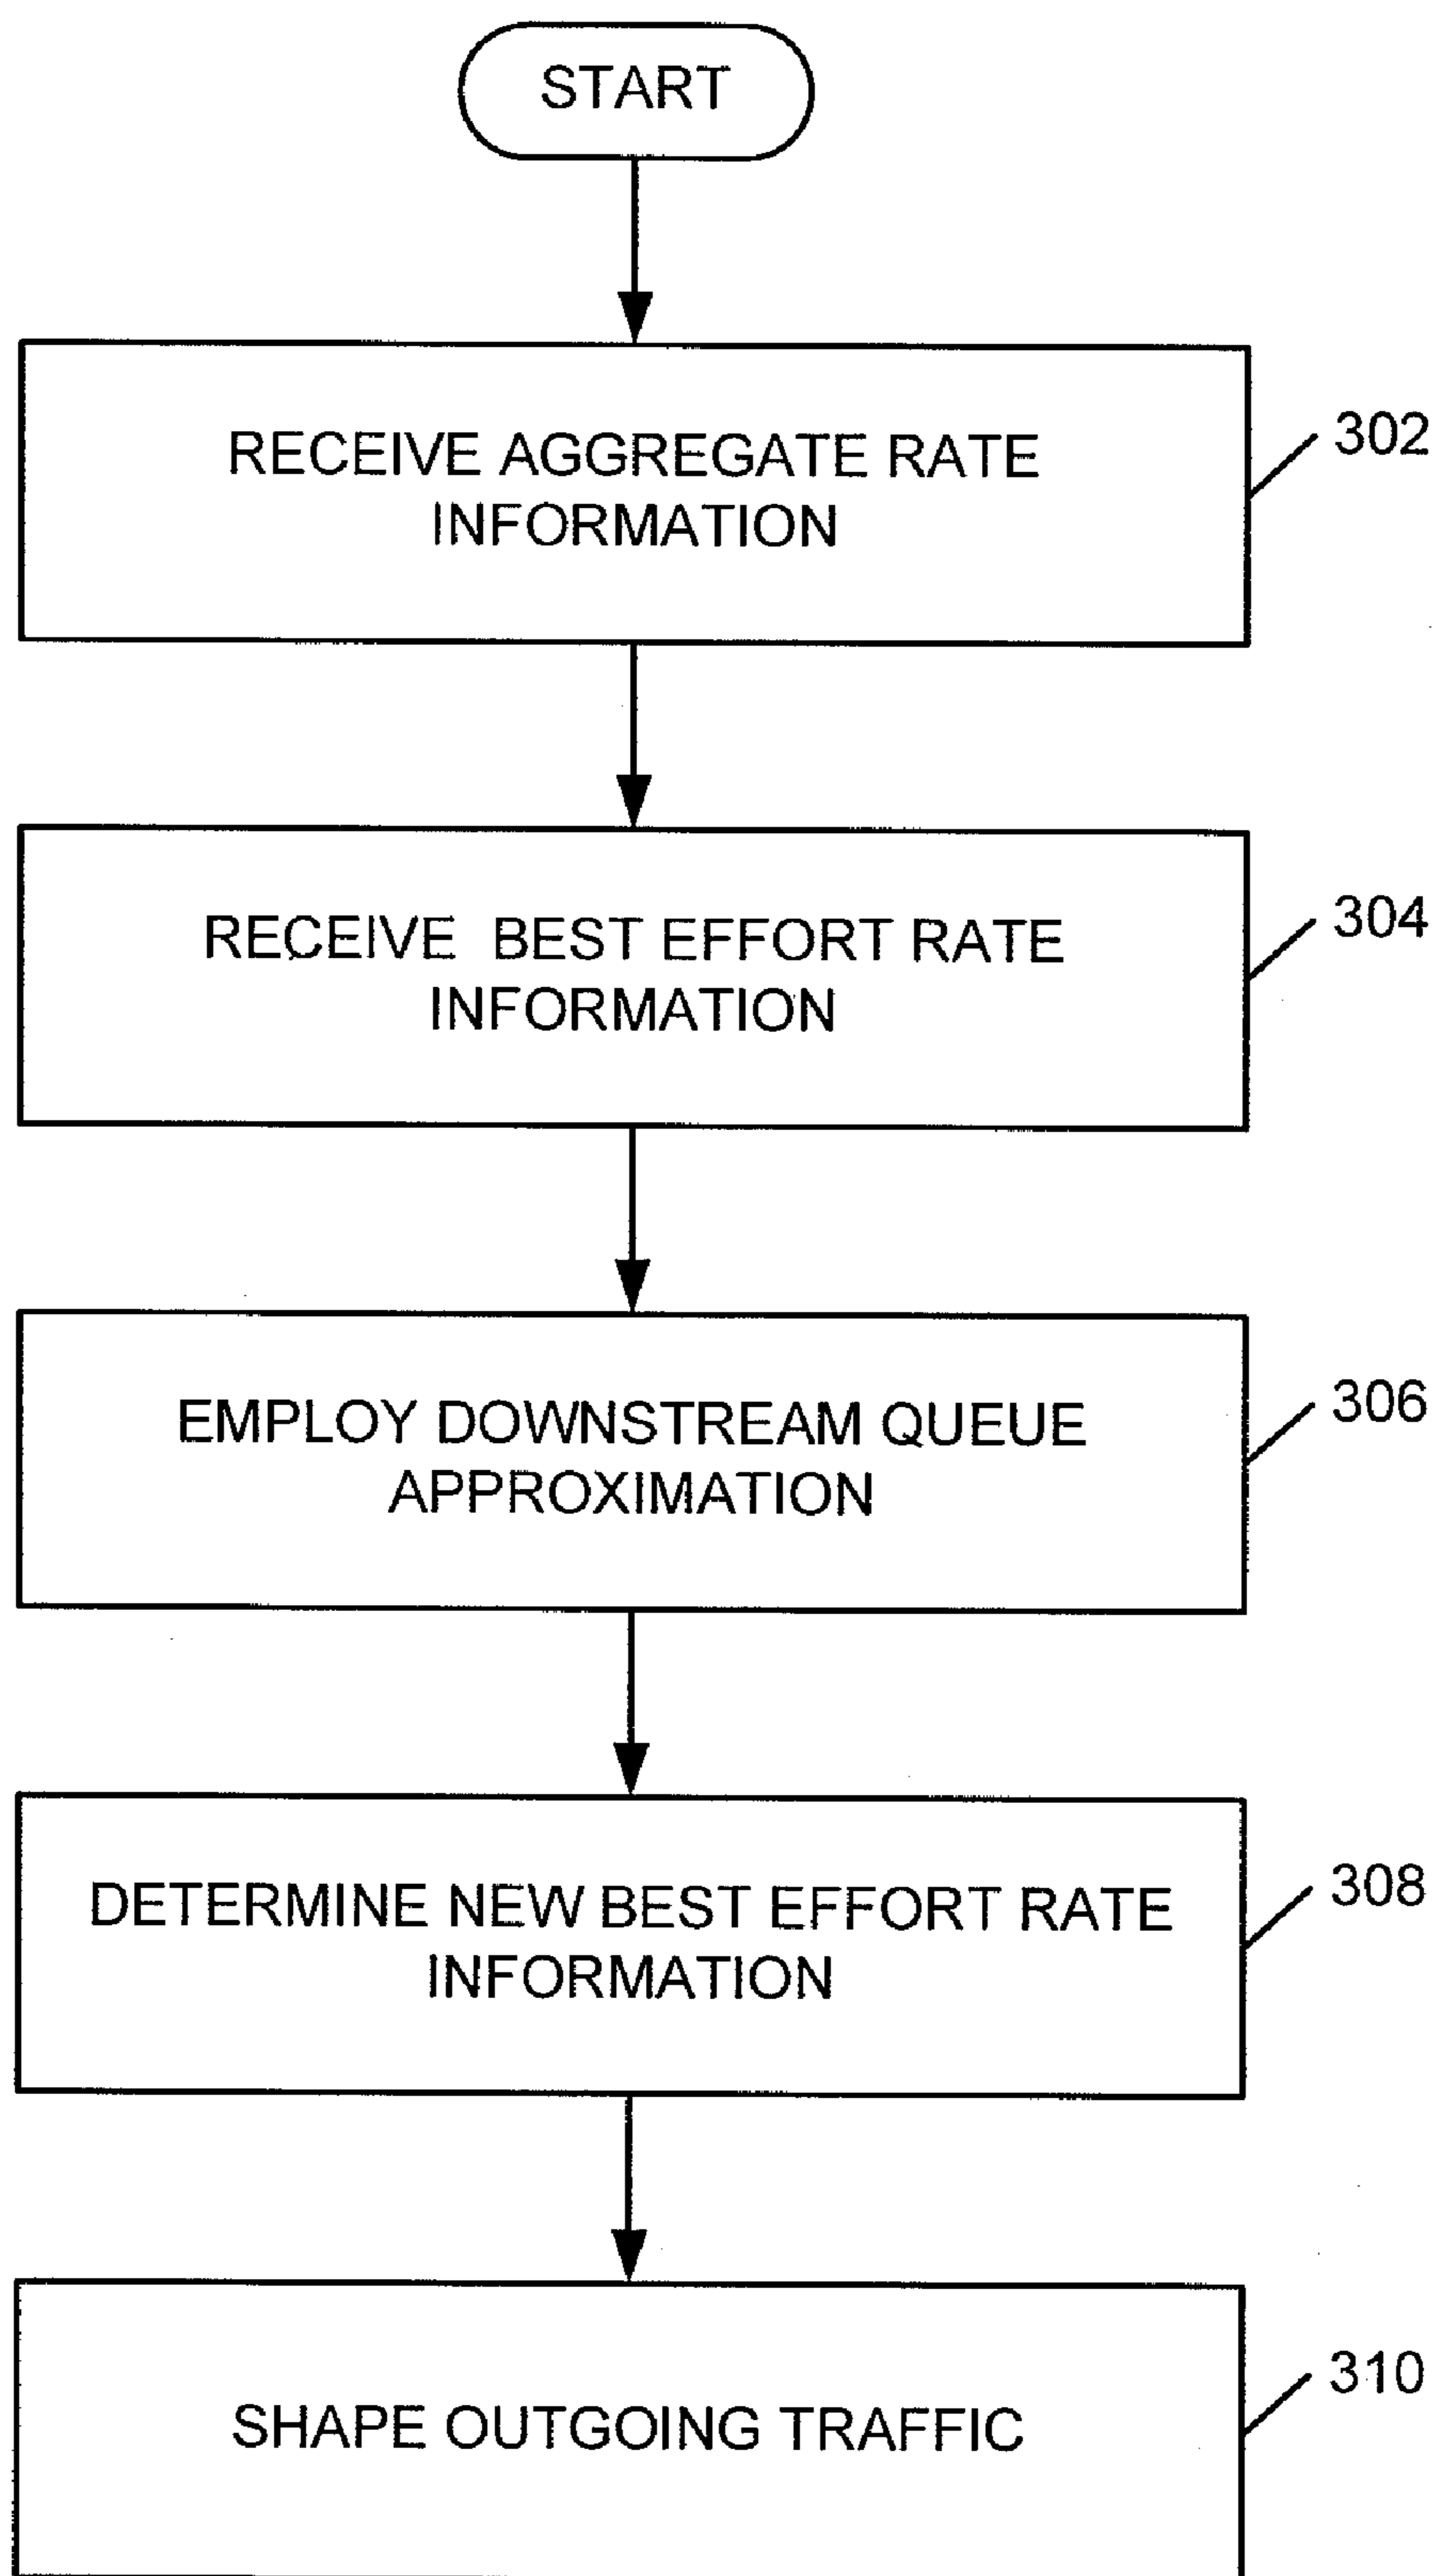 START
RECEIVE AGGREGATE RATE
INFORMATION
302
RECEIVE BEST EFFORT RATE
INFORMATION
304
EMPLOY DOWNSTREAM QUEUE
APPROXIMATION
306
DETERMINE NEW BEST EFFORT RATE
INFORMATION
308
SHAPE OUTGOING TRAFFIC
310